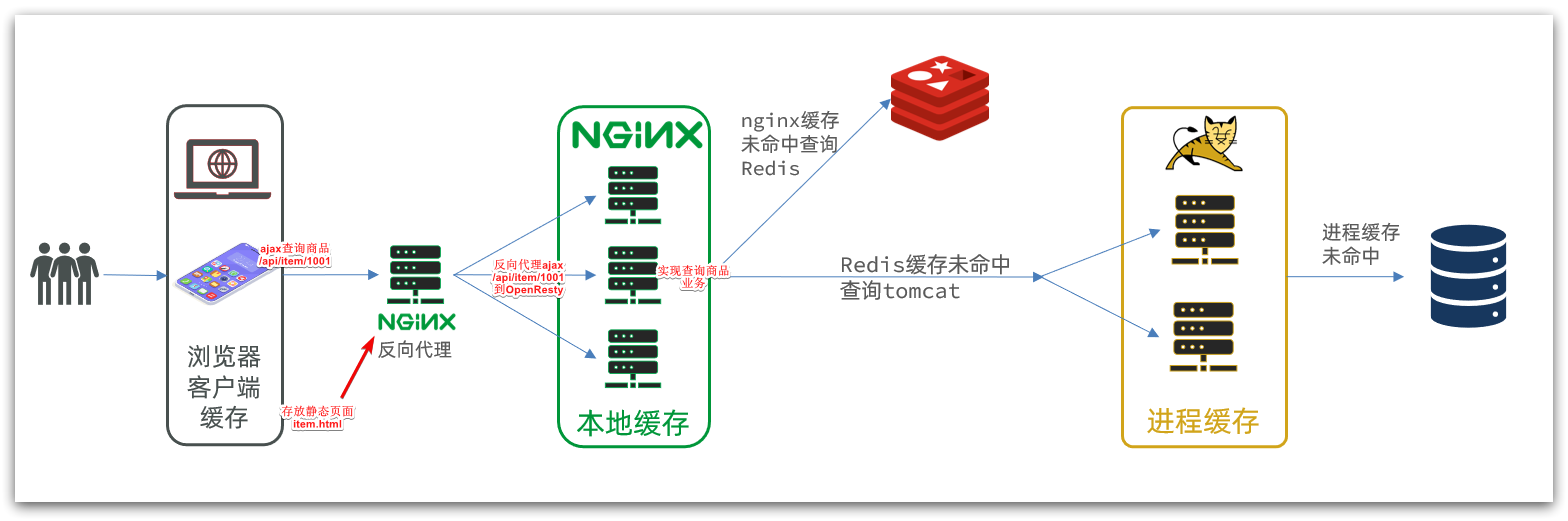 浏览器
客户端
缓存
ajax查询商品
/api/item/1001
NGINX
反向代理
存放静态页面
item.html
反向代理ajax
/api/item/1001
到OpenResty
NGINX
实现查询商品
业务
本地缓存
nginx缓存
未命中查询
Redis
Redis缓存未命中
查询tomcat
进程缓存
进程缓存
未命中